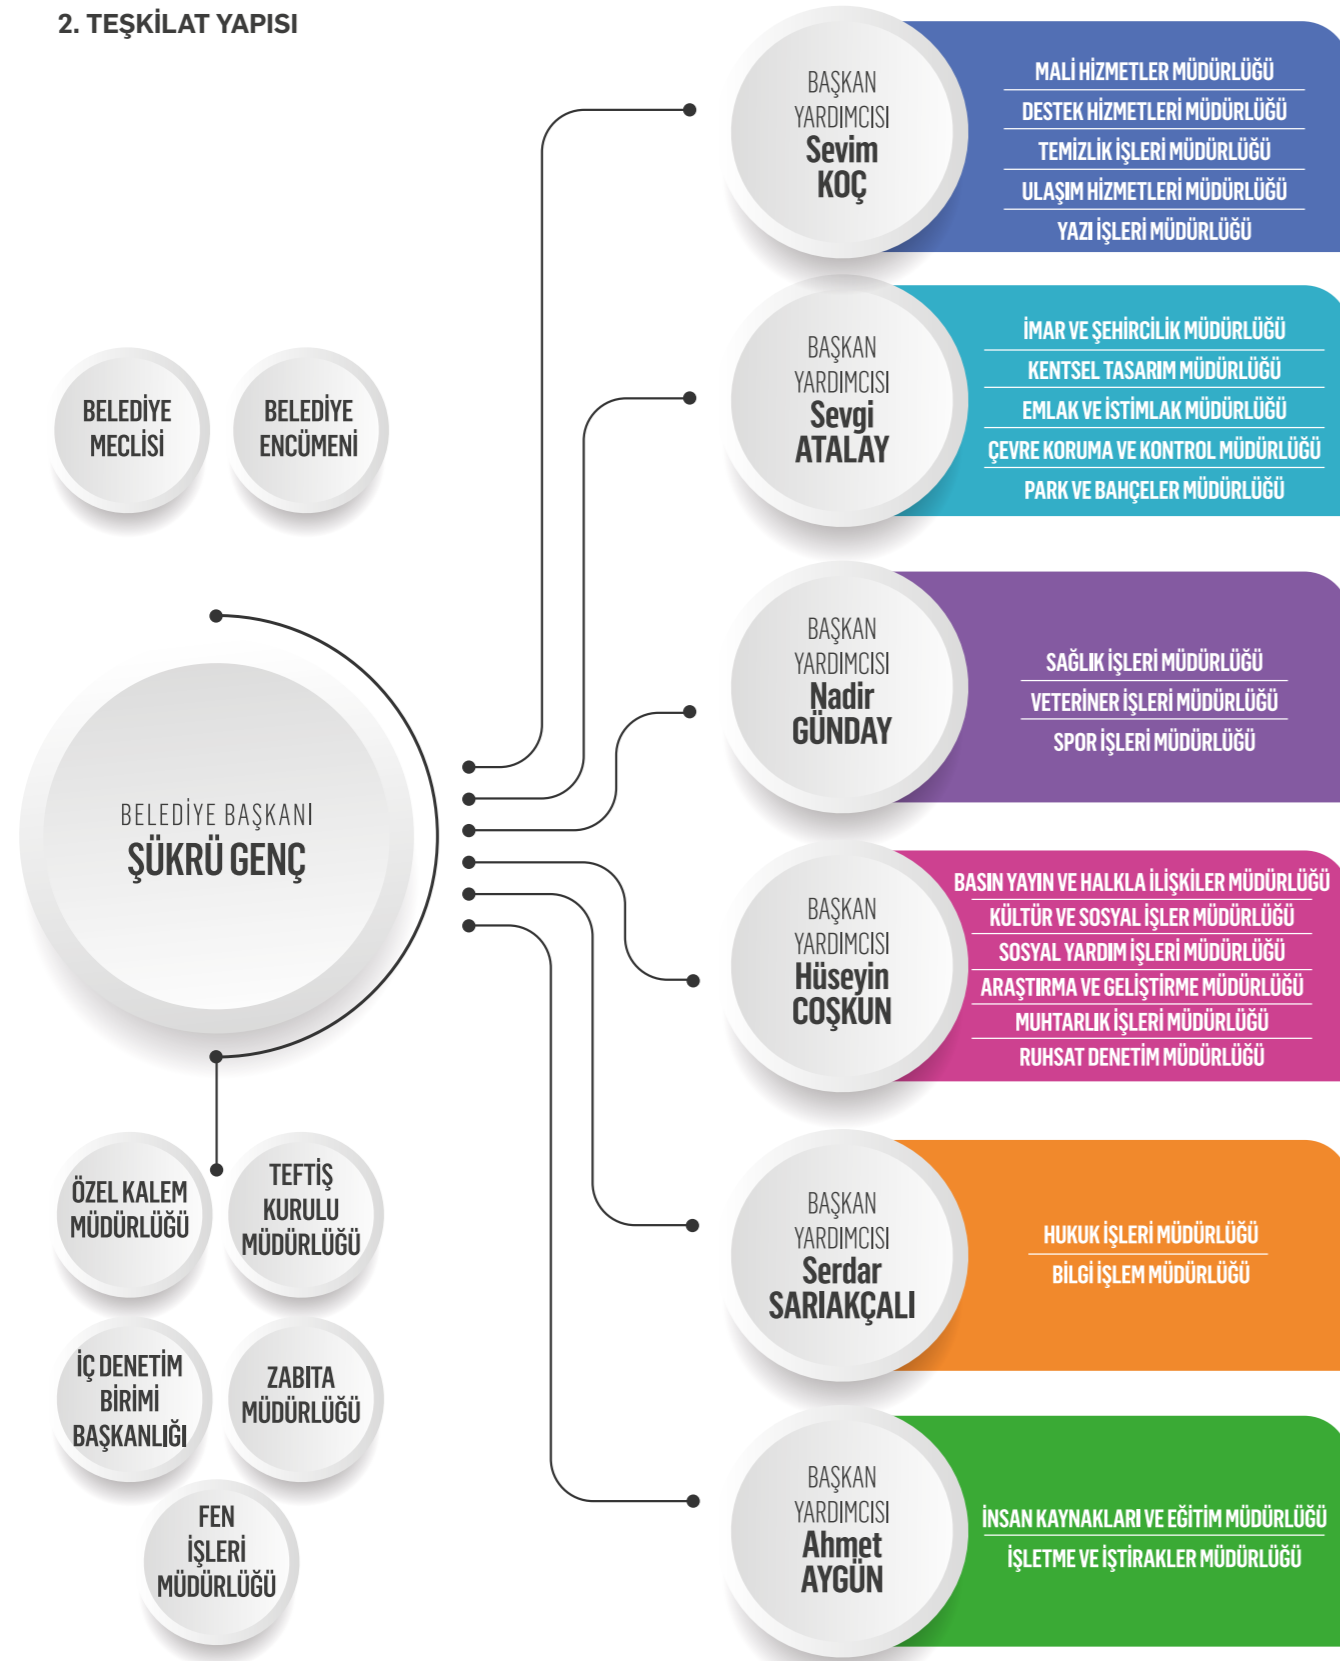 2. TEŞKİLAT YAPISI
BELEDİYE
MECLİSİ
BELEDİYE
ENCÜMENİ
BELEDİYE BAŞKANI
ŞÜKRÜ GENÇ
ÖZEL KALEM
MÜDÜRLÜĞÜ
TEFTİŞ
KURULU
MÜDÜRLÜĞÜ
İÇ DENETİM
BİRİMİ
BAŞKANLIĞI
ZABITA
MÜDÜRLÜĞÜ
FEN
İŞLERİ
MÜDÜRLÜĞÜ
BAŞKAN
YARDIMCISI
Sevim
KOÇ
MALİ HİZMETLER MÜDÜRLÜĞÜ
DESTEK HİZMETLERİ MÜDÜRLÜĞÜ
TEMİZLİK İŞLERİ MÜDÜRLÜĞÜ
ULAŞIM HİZMETLERİ MÜDÜRLÜĞÜ
YAZI İŞLERİ MÜDÜRLÜĞÜ
BAŞKAN
YARDIMCISI
Sevgi
ATALAY
İMAR VE ŞEHİRCİLİK MÜDÜRLÜĞÜ
KENTSEL TASARIM MÜDÜRLÜĞÜ
EMLAK VE İSTİMLAK MÜDÜRLÜĞÜ
ÇEVRE KORUMA VE KONTROL MÜDÜRLÜĞÜ
PARK VE BAHÇELER MÜDÜRLÜĞÜ
BAŞKAN
YARDIMCISI
Nadir
GÜNDAY
SAĞLIK İŞLERİ MÜDÜRLÜĞÜ
VETERİNER İŞLERİ MÜDÜRLÜĞÜ
SPOR İŞLERİ MÜDÜRLÜĞÜ
BAŞKAN
YARDIMCISI
Hüseyin
COŞKUN
BASIN YAYIN VE HALKLA İLİŞKİLER MÜDÜRLÜĞÜ
KÜLTÜR VE SOSYAL İŞLER MÜDÜRLÜĞÜ
SOSYAL YARDIM İŞLERİ MÜDÜRLÜĞÜ
ARAŞTIRMA VE GELİŞTİRME MÜDÜRLÜĞÜ
MUHTARLIK İŞLERİ MÜDÜRLÜĞÜ
RUHSAT DENETİM MÜDÜRLÜĞÜ
BAŞKAN
YARDIMCISI
Serdar
SARIAKÇALI
HUKUK İŞLERİ MÜDÜRLÜĞÜ
BİLGİ İŞLEM MÜDÜRLÜĞÜ
BAŞKAN
YARDIMCISI
Ahmet
AYGÜN
İNSAN KAYNAKLARI VE EĞİTİM MÜDÜRLÜĞÜ
İŞLETME VE İŞTİRAKLER MÜDÜRLÜĞÜ